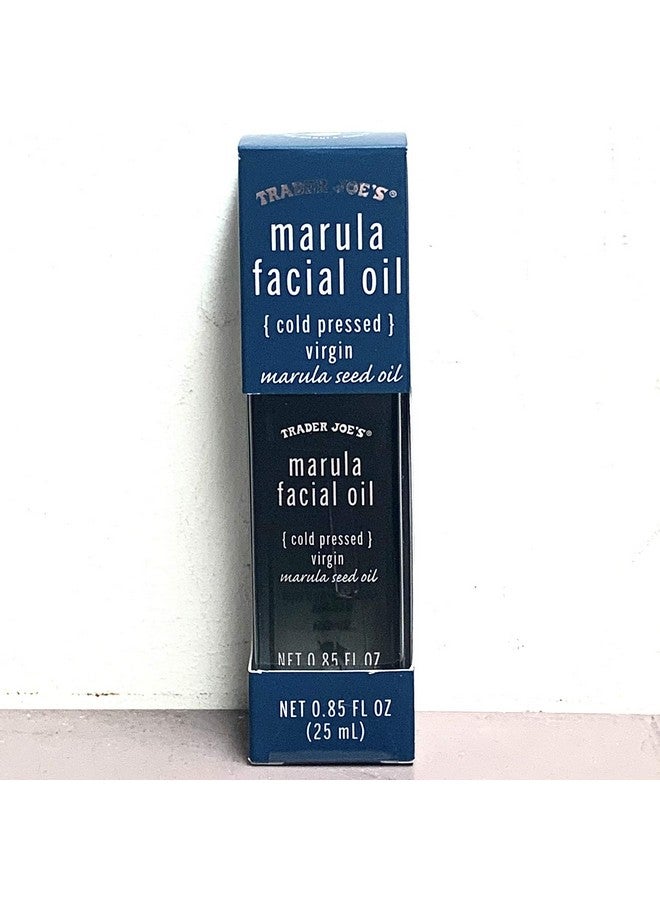 TRADER JOE'S®
marula
facial oil
{ cold pressed }
virgin
marula seed oil
TRADER JOE'S®
marula
facial oil
{ cold pressed }
virgin
marula seed oil
NET 0.85 FL OZ
NET 0.85 FL OZ
(25 mL)